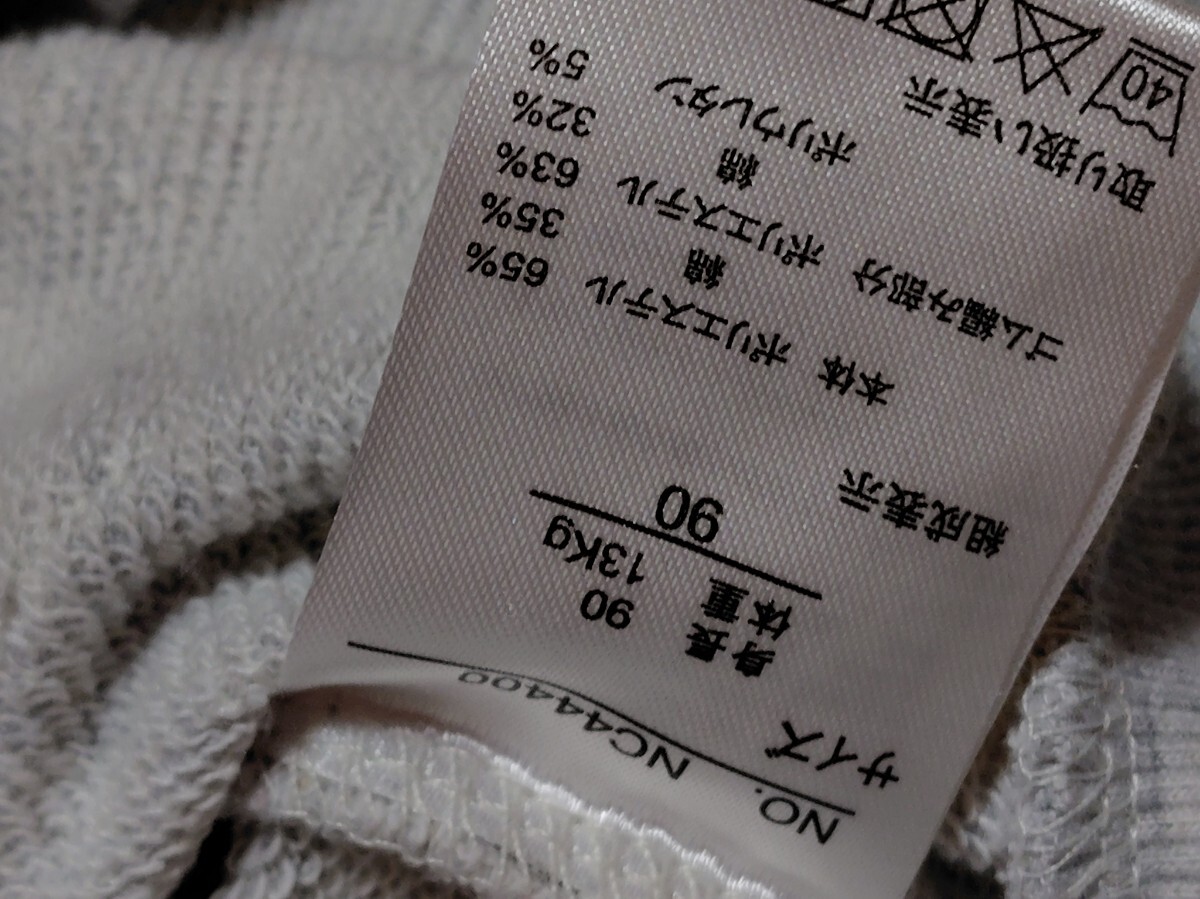 NO. NC44400
サイズ
身長 90
体重 13Kg
90
組成表示
本体 ポリエステル 65%
綿 35%
ゴム編み部分 ポリエステル 63%
綿 32%
ポリウレタン 5%
取り扱い表示
40